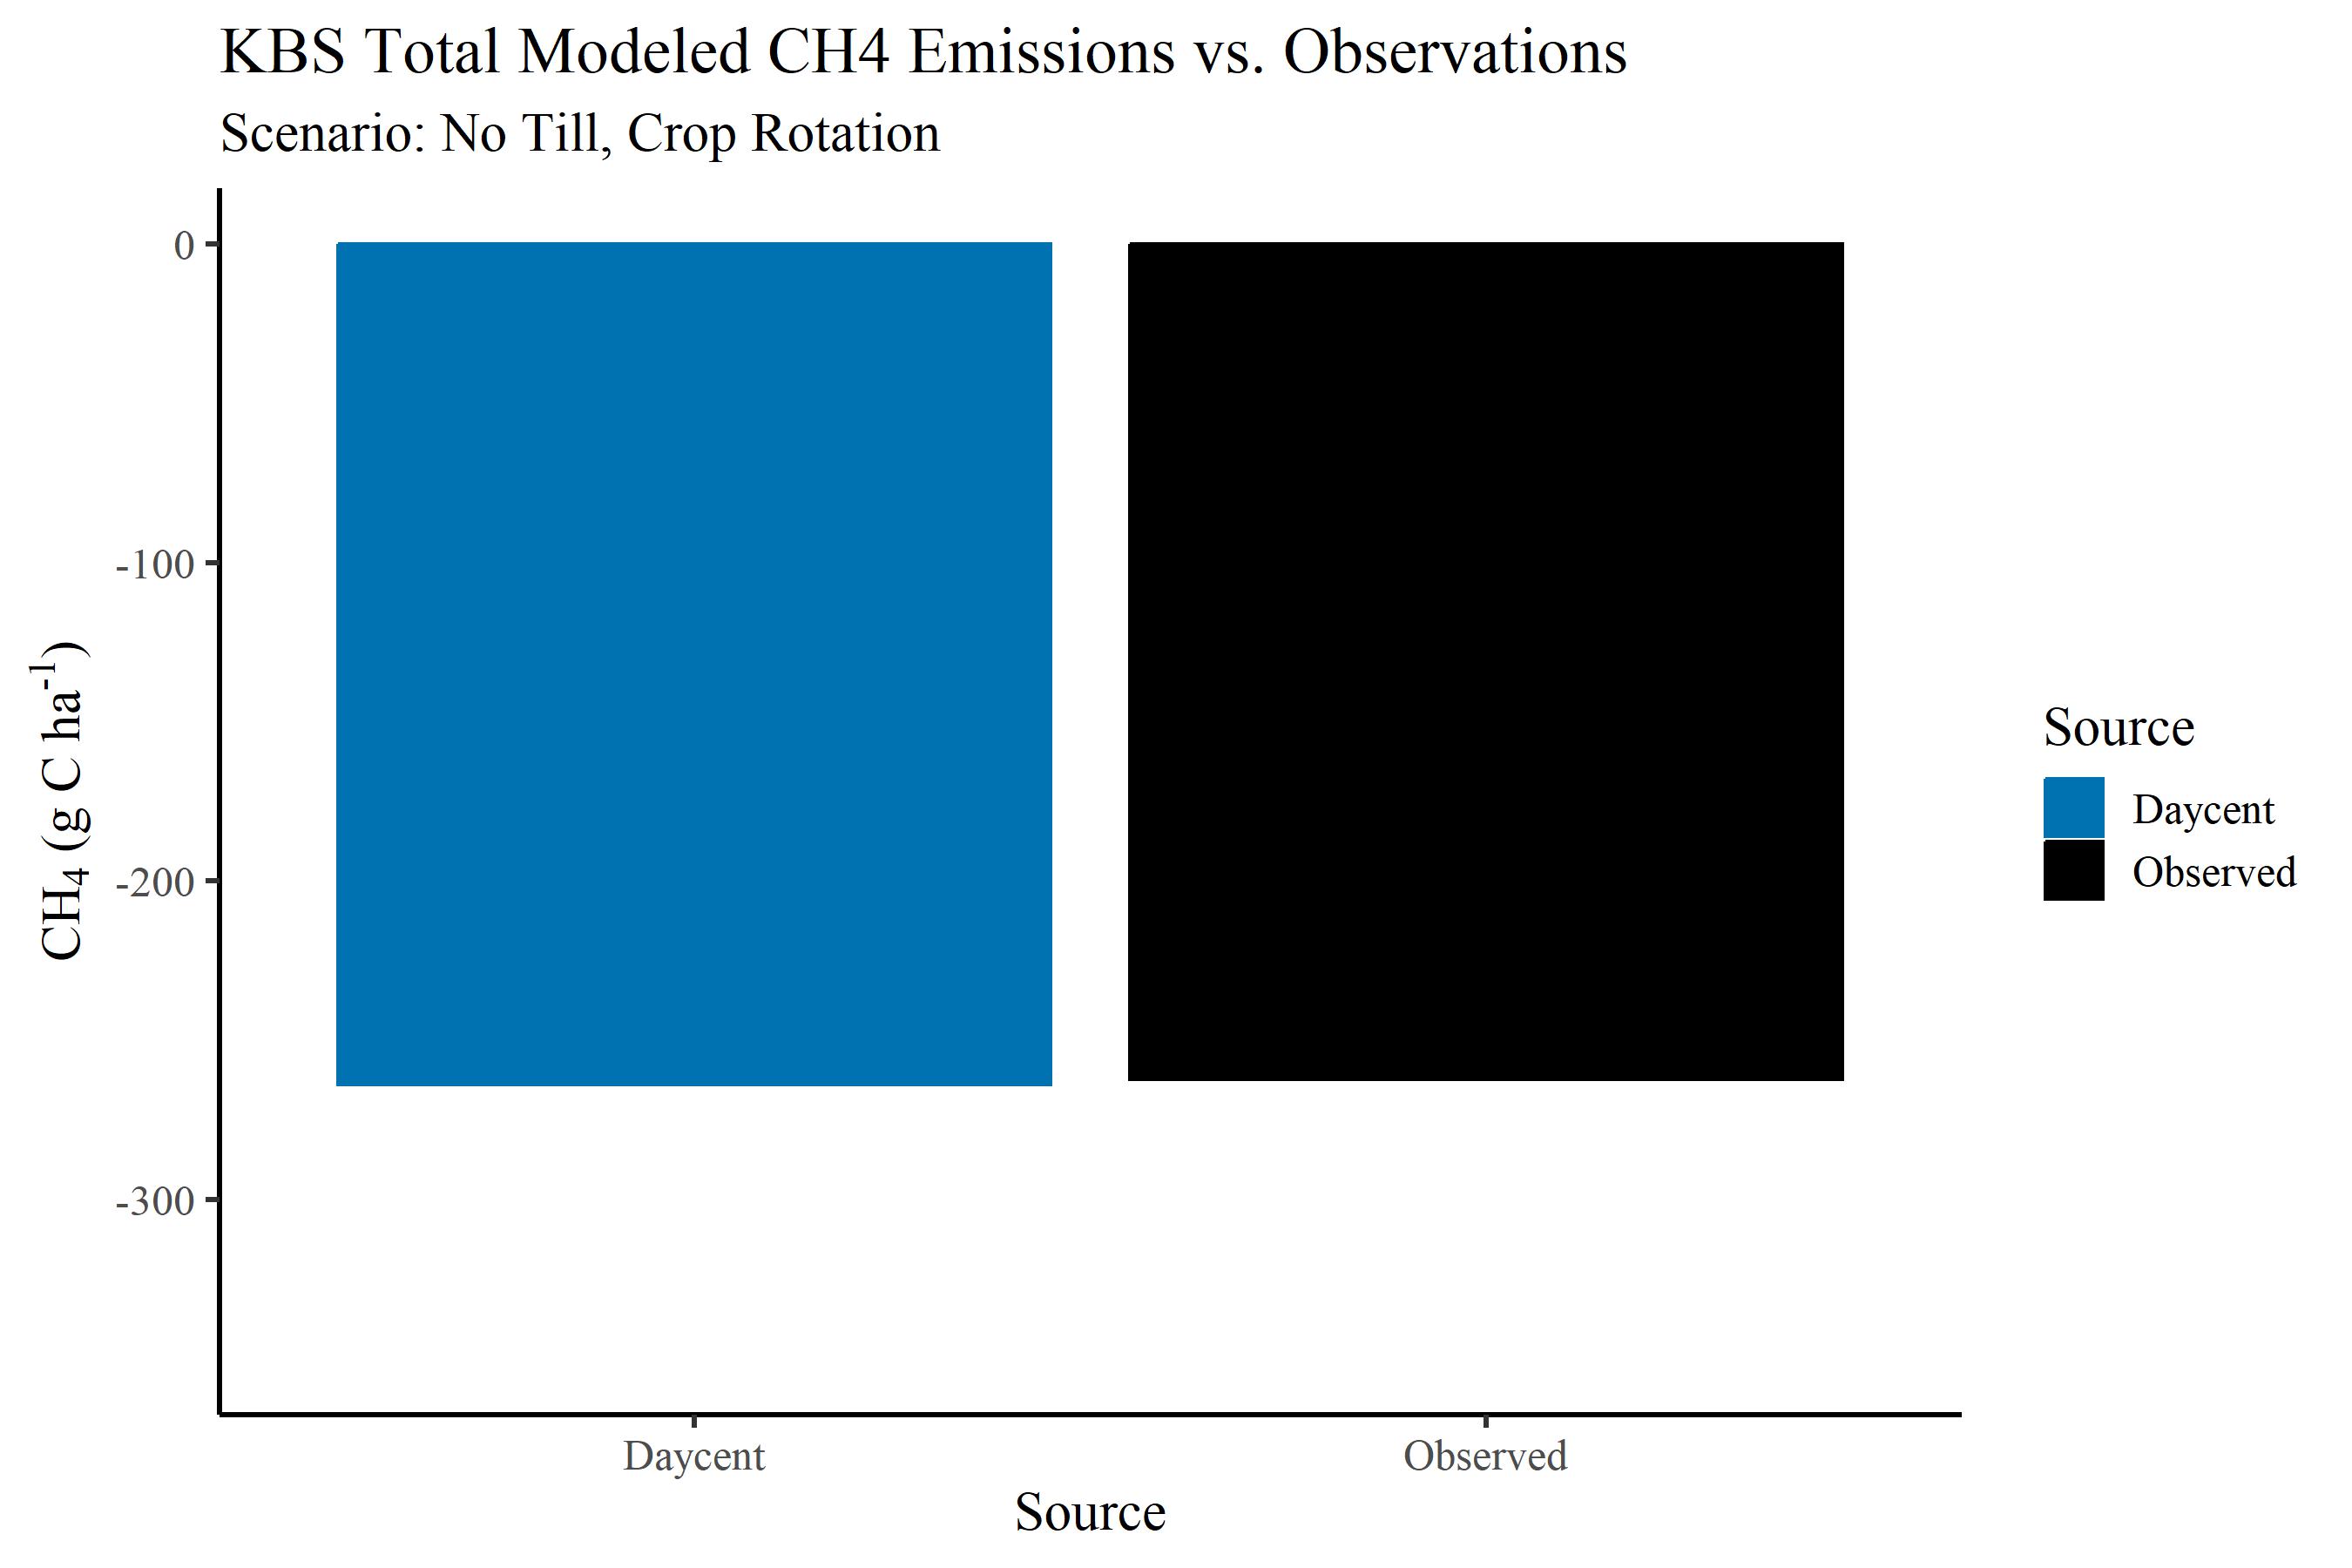 KBS Total Modeled CH4 Emissions vs. Observations
Scenario: No Till, Crop Rotation
0
-100
-200
-300
CH₄ (g C ha⁻¹)
Daycent
Observed
Source
Source
Daycent
Observed